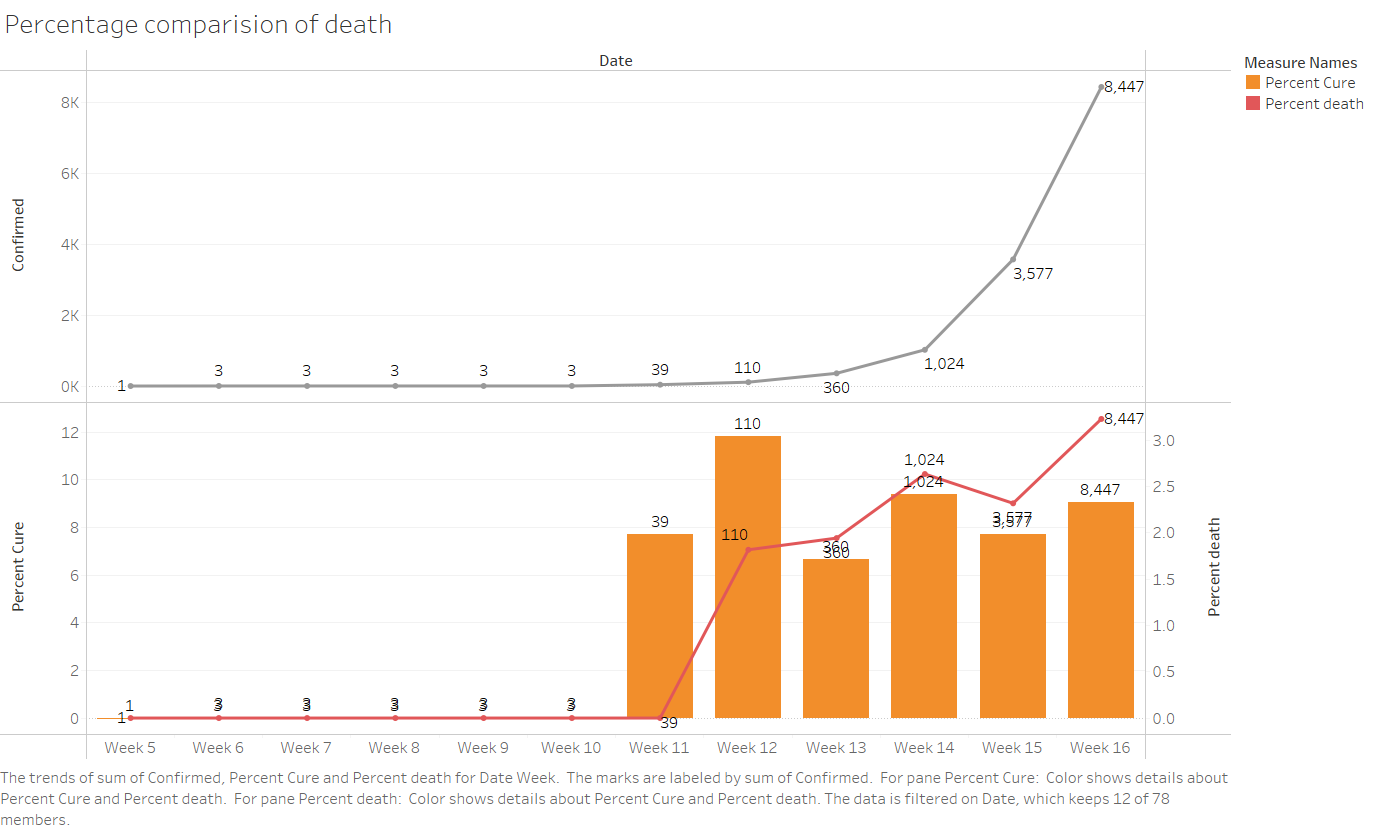 Percentage comparision of death
Date
Measure Names
Percent Cure
Percent death
Confirmed
8K
6K
4K
2K
0K
1
3
3
3
3
3
39
110
360
1,024
3,577
8,447
Percent Cure
12
10
8
6
4
2
0
1
1
3
3
3
3
3
3
3
3
3
3
39
39
110
110
360
360
1,024
1,024
3,577
3,577
8,447
8,447
3.0
2.5
2.0
1.5
1.0
0.5
0.0
Percent death
Week 5
Week 6
Week 7
Week 8
Week 9
Week 10
Week 11
Week 12
Week 13
Week 14
Week 15
Week 16
The trends of sum of Confirmed, Percent Cure and Percent death for Date Week.  The marks are labeled by sum of Confirmed.  For pane Percent Cure:  Color shows details about
Percent Cure and Percent death.  For pane Percent death:  Color shows details about Percent Cure and Percent death. The data is filtered on Date, which keeps 12 of 78
members.